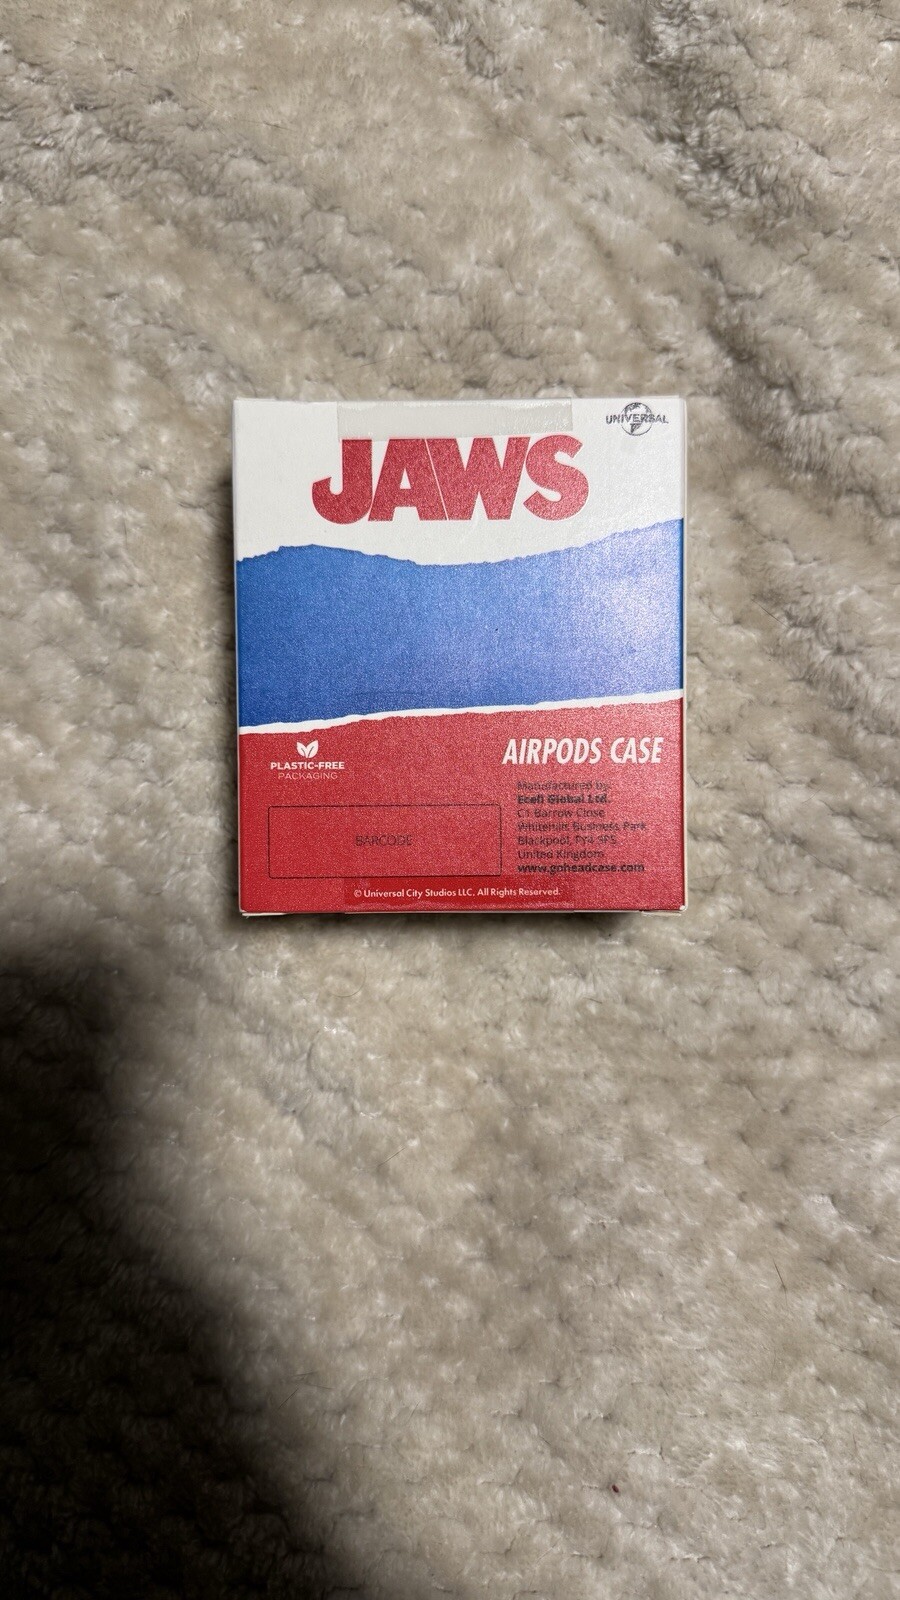 UNIVERSAL
JAWS
AIRPODS CASE
PLASTIC-FREE
PACKAGING
Manufactured by:
Ecell Global Ltd.
C1 Barrow Close
Whitehills Business Park
Blackpool, FY4 5PS
United Kingdom
www.goheadcase.com
BARCODE
© Universal City Studios LLC. All Rights Reserved.